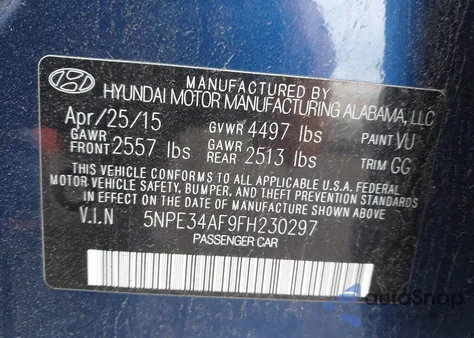 MANUFACTURED BY
HYUNDAI MOTOR MANUFACTURING ALABAMA, LLC
Apr/25/15 GVWR 4497 lbs PAINT VU
GAWR FRONT 2557 lbs GAWR REAR 2513 lbs TRIM GG
THIS VEHICLE CONFORMS TO ALL APPLICABLE U.S.A. FEDERAL
MOTOR VEHICLE SAFETY, BUMPER, AND THEFT PREVENTION STANDARDS
IN EFFECT ON THE DATE OF MANUFACTURE SHOWN ABOVE.
V.I.N 5NPE34AF9FH230297
PASSENGER CAR
autoSnap